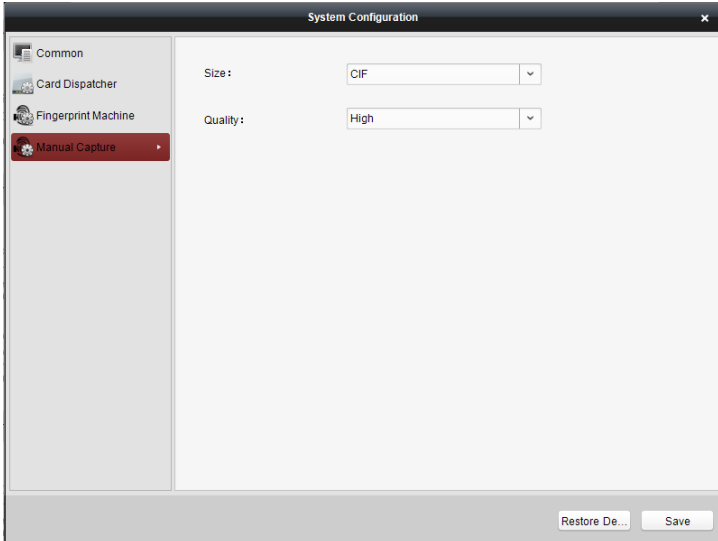 System Configuration
Common
Card Dispatcher
Fingerprint Machine
Manual Capture
Size:
CIF
Quality:
High
Restore De...
Save